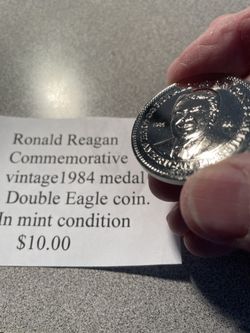 Ronald Reagan
Commemorative
vintage1984 medal
Double Eagle coin.
In mint condition
$10.00